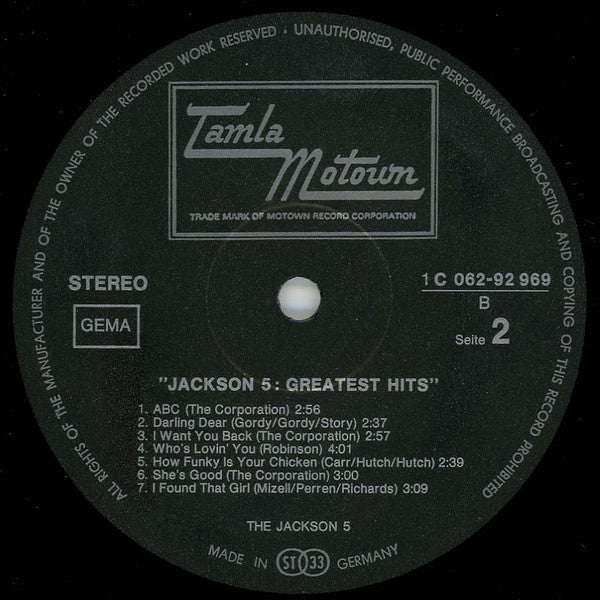 ALL RIGHTS OF THE MANUFACTURER AND OF THE OWNER OF THE RECORDED WORK RESERVED · UNAUTHORISED, PUBLIC PERFORMANCE BROADCASTING AND COPYING OF THIS RECORD PROHIBITED
Tamla
Motown
TRADE MARK OF MOTOWN RECORD CORPORATION
STEREO
GEMA
1 C 062-92 969
B
Seite 2
"JACKSON 5: GREATEST HITS"
1. ABC (The Corporation) 2:56
2. Darling Dear (Gordy/Gordy/Story) 2:37
3. I Want You Back (The Corporation) 2:57
4. Who's Lovin' You (Robinson) 4:01
5. How Funky Is Your Chicken (Carr/Hutch/Hutch) 2:39
6. She's Good (The Corporation) 3:00
7. I Found That Girl (Mizell/Perren/Richards) 3:09
THE JACKSON 5
MADE IN ST 33 GERMANY